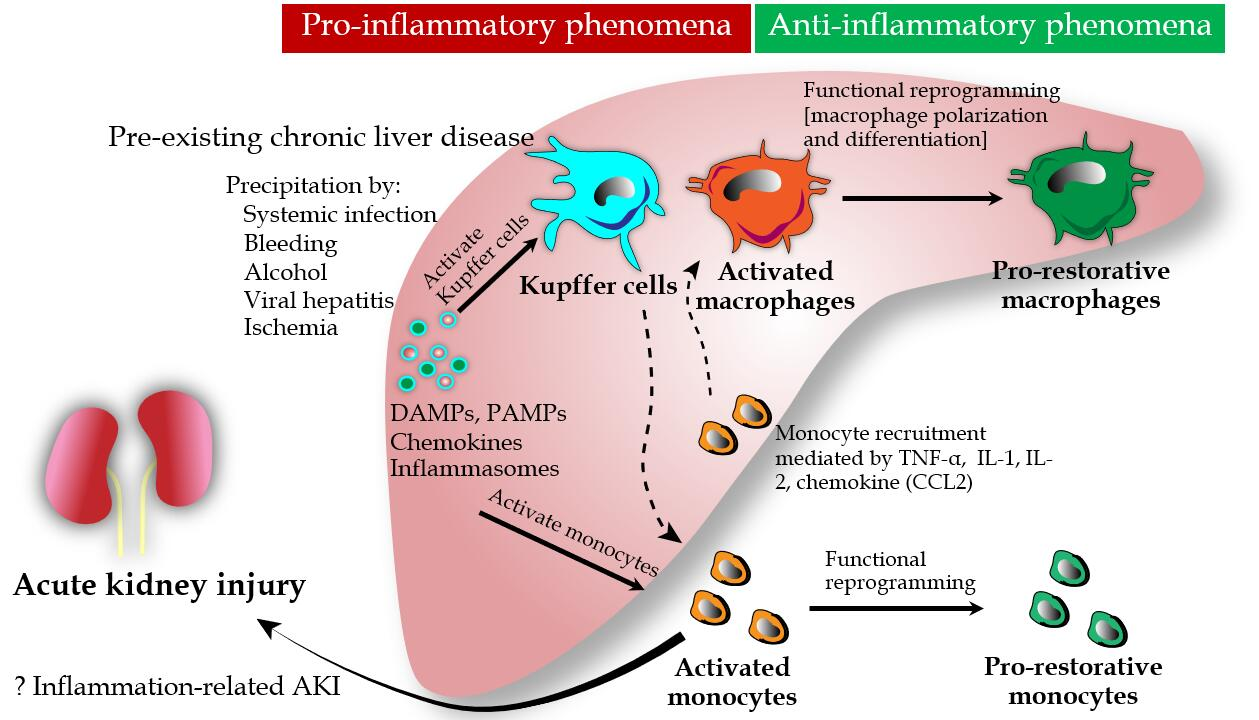 Pro-inflammatory phenomena
Anti-inflammatory phenomena
Functional reprogramming
[macrophage polarization
and differentiation]
Pre-existing chronic liver disease
Precipitation by:
Systemic infection
Bleeding
Alcohol
Viral hepatitis
Ischemia
Activate
Kupffer cells
Kupffer cells
Activated
macrophages
Pro-restorative
macrophages
DAMPs, PAMPs
Chemokines
Inflammasomes
Monocyte recruitment
mediated by TNF-α, IL-1, IL-
2, chemokine (CCL2)
Activate monocytes
Functional
reprogramming
Acute kidney injury
? Inflammation-related AKI
Activated
monocytes
Pro-restorative
monocytes